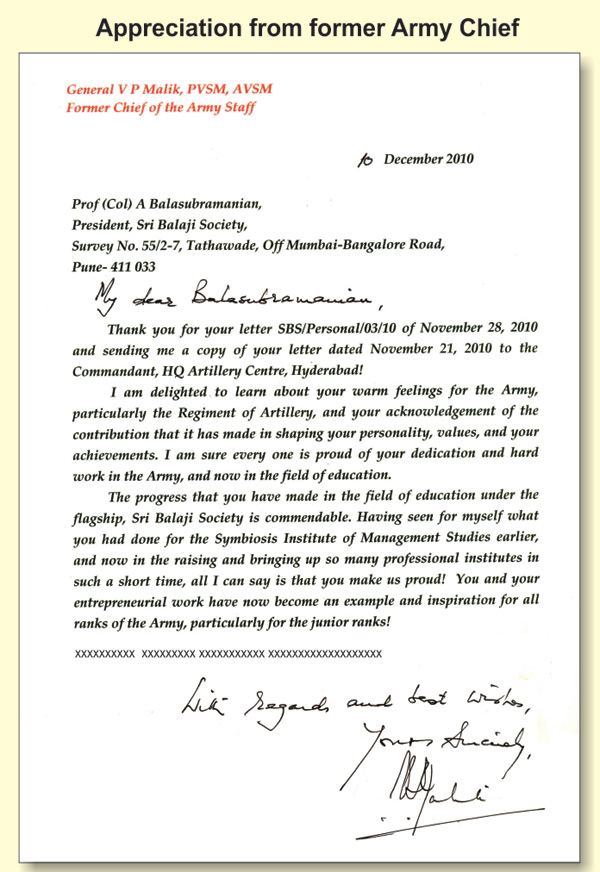 Appreciation from former Army Chief
General V P Malik, PVSM, AVSM
Former Chief of the Army Staff
10 December 2010
Prof (Col) A Balasubramanian,
President, Sri Balaji Society,
Survey No. 55/2-7, Tathawade, Off Mumbai-Bangalore Road,
Pune- 411 033
My dear Balasubramanian,
Thank you for your letter SBS/Personal/03/10 of November 28, 2010
and sending me a copy of your letter dated November 21, 2010 to the
Commandant, HQ Artillery Centre, Hyderabad!
I am delighted to learn about your warm feelings for the Army,
particularly the Regiment of Artillery, and your acknowledgement of the
contribution that it has made in shaping your personality, values, and your
achievements. I am sure every one is proud of your dedication and hard
work in the Army, and now in the field of education.
The progress that you have made in the field of education under the
flagship, Sri Balaji Society is commendable. Having seen for myself what
you had done for the Symbiosis Institute of Management Studies earlier,
and now in the raising and bringing up so many professional institutes in
such a short time, all I can say is that you make us proud! You and your
entrepreneurial work have now become an example and inspiration for all
ranks of the Army, particularly for the junior ranks!
XXXXXXXXXX XXXXXXXXX XXXXXXXXXXX XXXXXXXXXXXXXXXXXXX
With regards and best wishes,
Yours Sincerely,
VPMalik